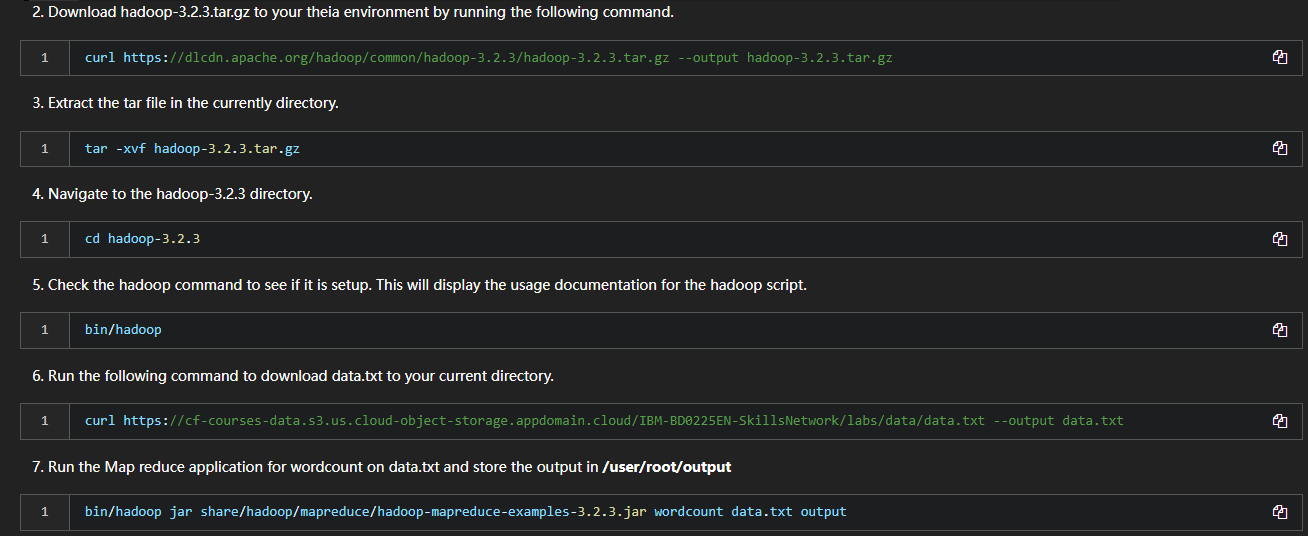 2. Download hadoop-3.2.3.tar.gz to your theia environment by running the following command.
1 curl https://dlcdn.apache.org/hadoop/common/hadoop-3.2.3/hadoop-3.2.3.tar.gz --output hadoop-3.2.3.tar.gz
3. Extract the tar file in the currently directory.
1 tar -xvf hadoop-3.2.3.tar.gz
4. Navigate to the hadoop-3.2.3 directory.
1 cd hadoop-3.2.3
5. Check the hadoop command to see if it is setup. This will display the usage documentation for the hadoop script.
1 bin/hadoop
6. Run the following command to download data.txt to your current directory.
1 curl https://cf-courses-data.s3.us.cloud-object-storage.appdomain.cloud/IBM-BD0225EN-SkillsNetwork/labs/data/data.txt --output data.txt
7. Run the Map reduce application for wordcount on data.txt and store the output in /user/root/output
1 bin/hadoop jar share/hadoop/mapreduce/hadoop-mapreduce-examples-3.2.3.jar wordcount data.txt output